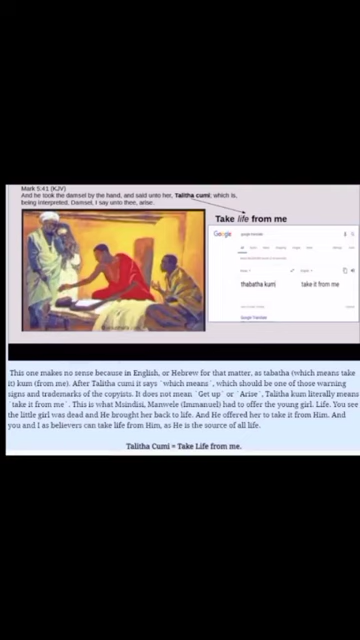 Mark 5:41 (KJV)
And he took the damsel by the hand, and said unto her, Talitha cumi; which is,
being interpreted, Damsel, I say unto thee, arise.
Take life from me
Google
google translate
thabatha kum
take it from me
Google Translate
This one makes no sense because in English, or Hebrew for that matter, as tabatha (which means take
it) kum (from me). After Talitha cumi it says `which means`, which should be one of those warning
signs and trademarks of the copyists. It does not mean `Get up` or `Arise`, Talitha kum literally means
`take it from me`. This is what Msindisi, Manwele (Immanuel) had to offer the young girl. Life. You see
the little girl was dead and He brought her back to life. And He offered her to take it from Him. And
you and I as believers can take life from Him, as He is the source of all life.
Talitha Cumi = Take Life from me.